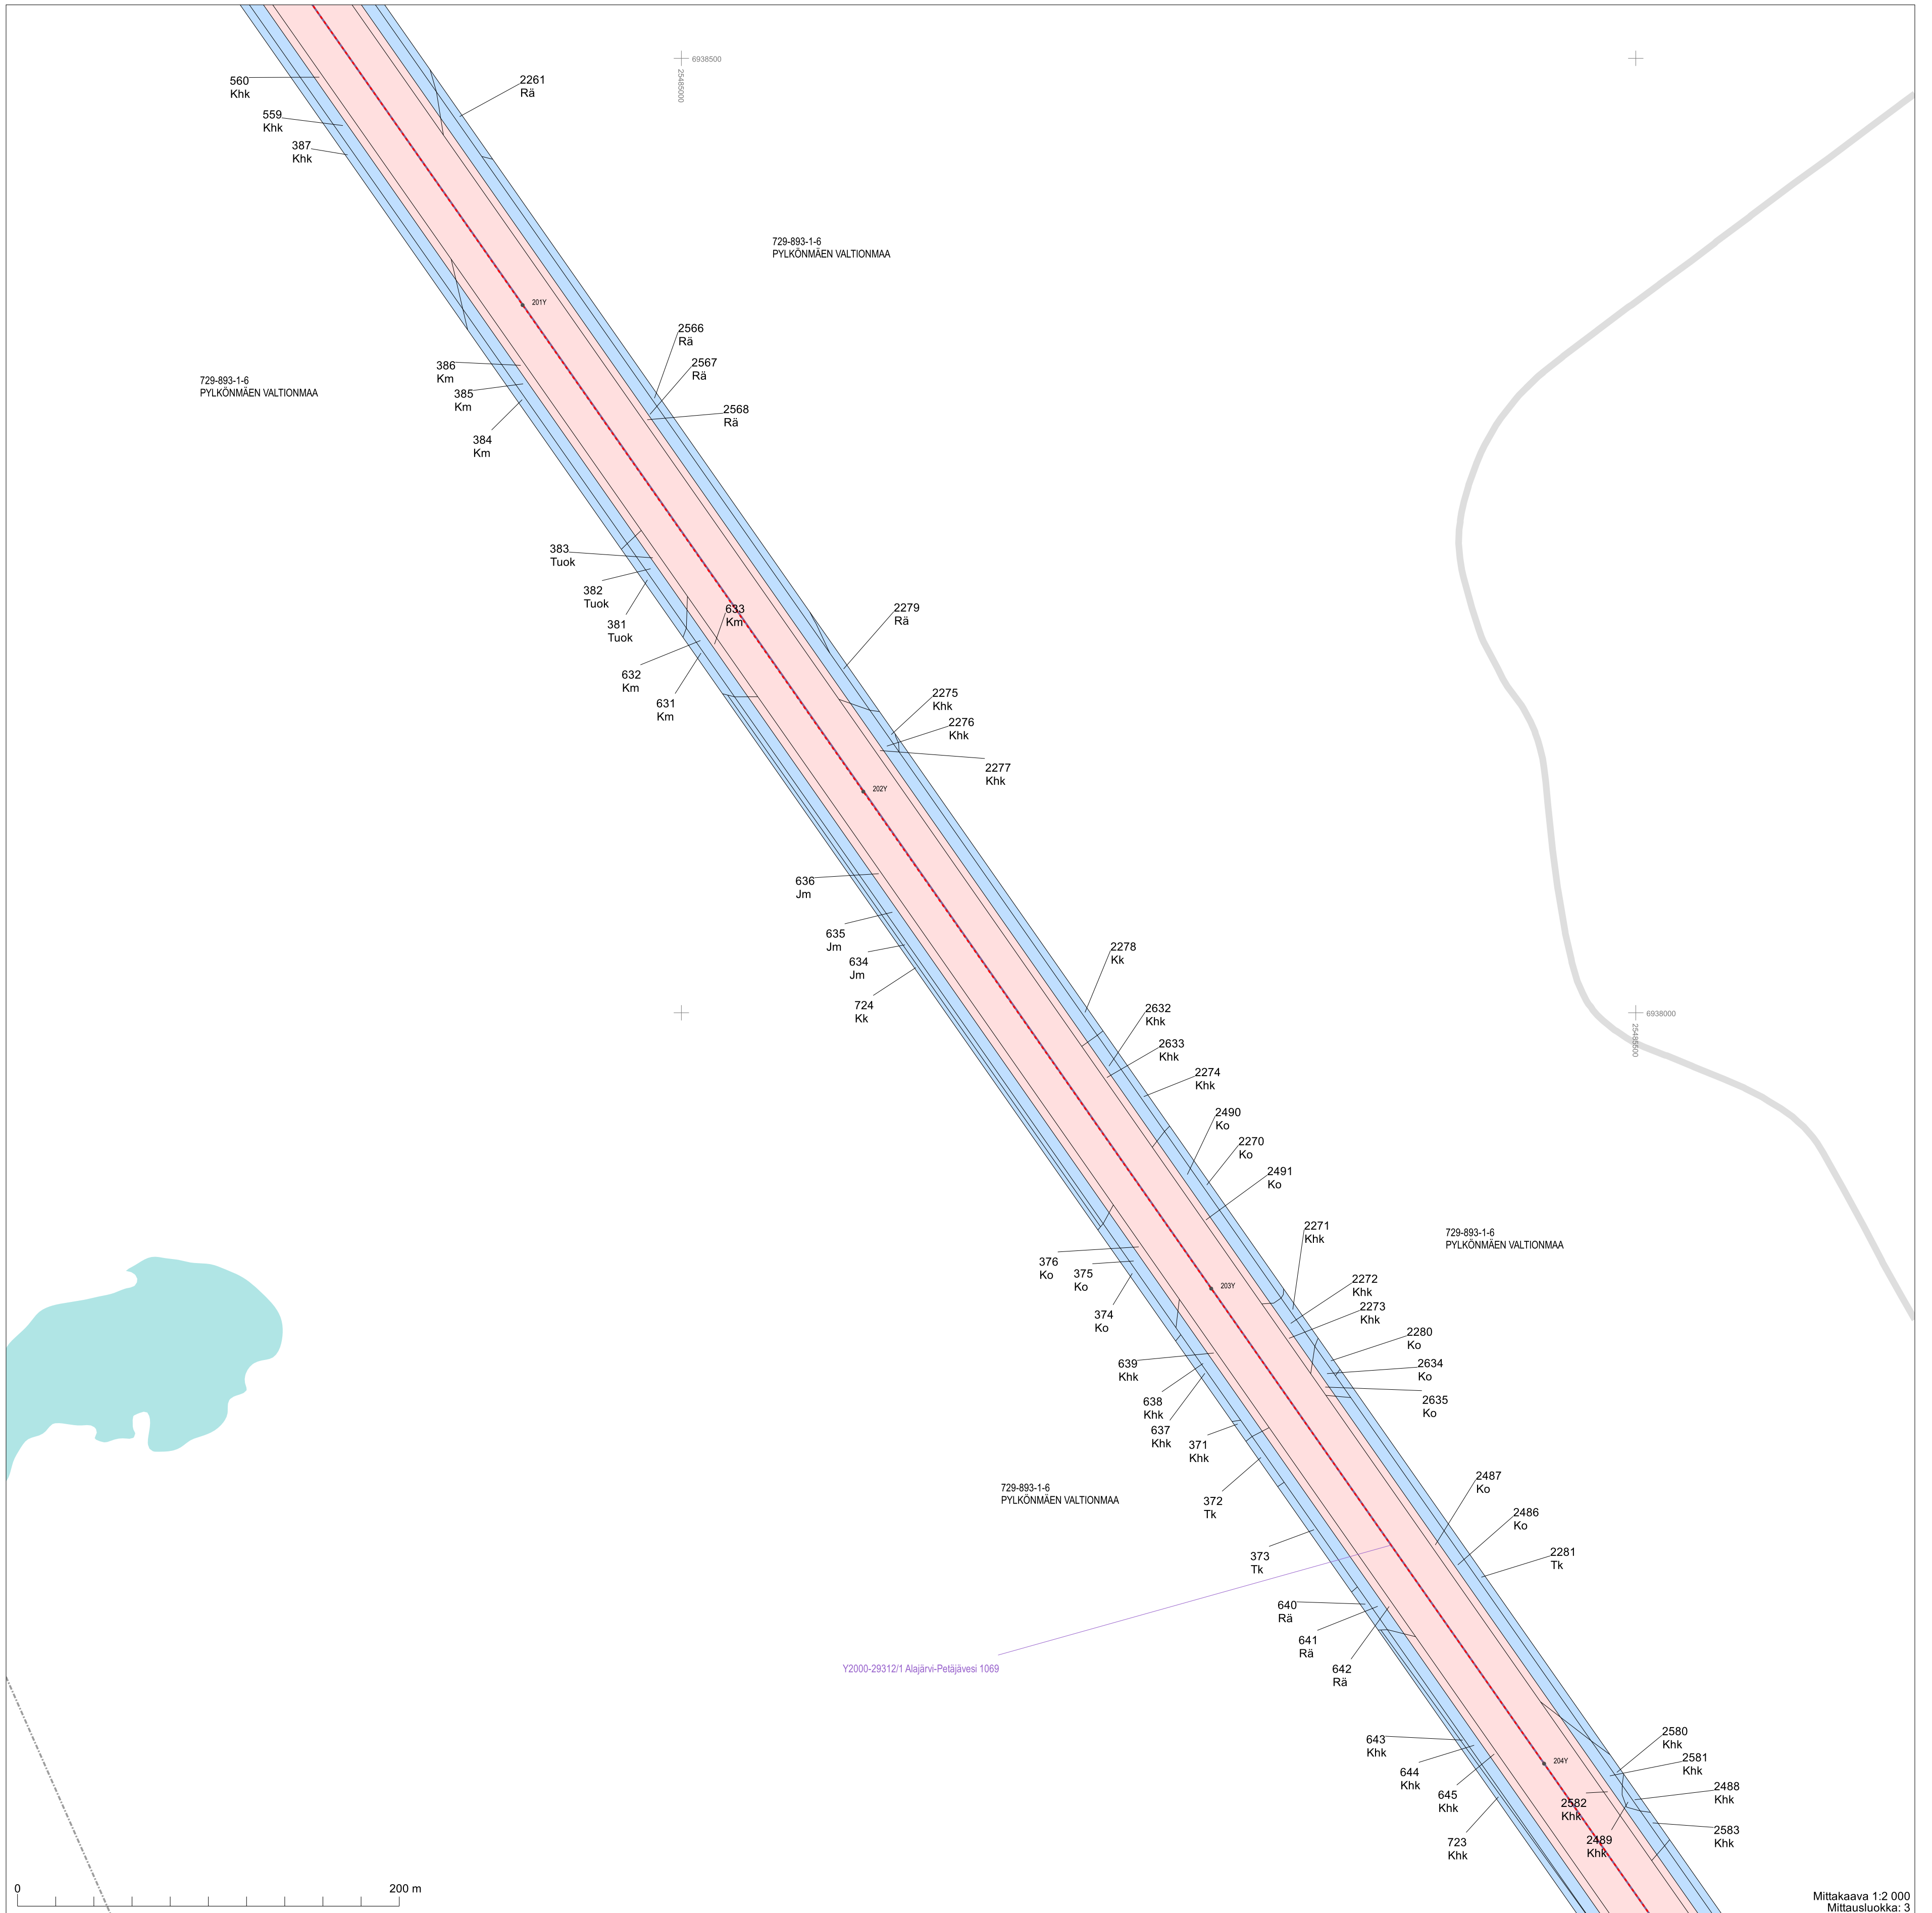 6938500
25485000
560
Khk
2261
Rä
559
Khk
387
Khk
729-893-1-6
PYLKÖNMÄEN VALTIONMAA
201Y
2566
Rä
2567
Rä
386
Km
385
Km
729-893-1-6
PYLKÖNMÄEN VALTIONMAA
2568
Rä
384
Km
383
Tuok
382
Tuok
381
Tuok
633
Km
2279
Rä
632
Km
631
Km
2275
Khk
2276
Khk
2277
Khk
202Y
636
Jm
635
Jm
634
Jm
724
Kk
2278
Kk
2632
Khk
6938000
25485500
2633
Khk
2274
Khk
2490
Ko
2270
Ko
2491
Ko
2271
Khk
729-893-1-6
PYLKÖNMÄEN VALTIONMAA
376
Ko
375
Ko
374
Ko
203Y
2272
Khk
2273
Khk
2280
Ko
639
Khk
2634
Ko
638
Khk
2635
Ko
637
Khk
371
Khk
2487
Ko
729-893-1-6
PYLKÖNMÄEN VALTIONMAA
372
Tk
2486
Ko
373
Tk
2281
Tk
640
Rä
641
Rä
642
Rä
Y2000-29312/1 Alajärvi-Petäjävesi 1069
643
Khk
644
Khk
645
Khk
723
Khk
204Y
2580
Khk
2581
Khk
2488
Khk
2582
Khk
2583
Khk
2489
Khk
0
200 m
Mittakaava 1:2 000
Mittausluokka: 3